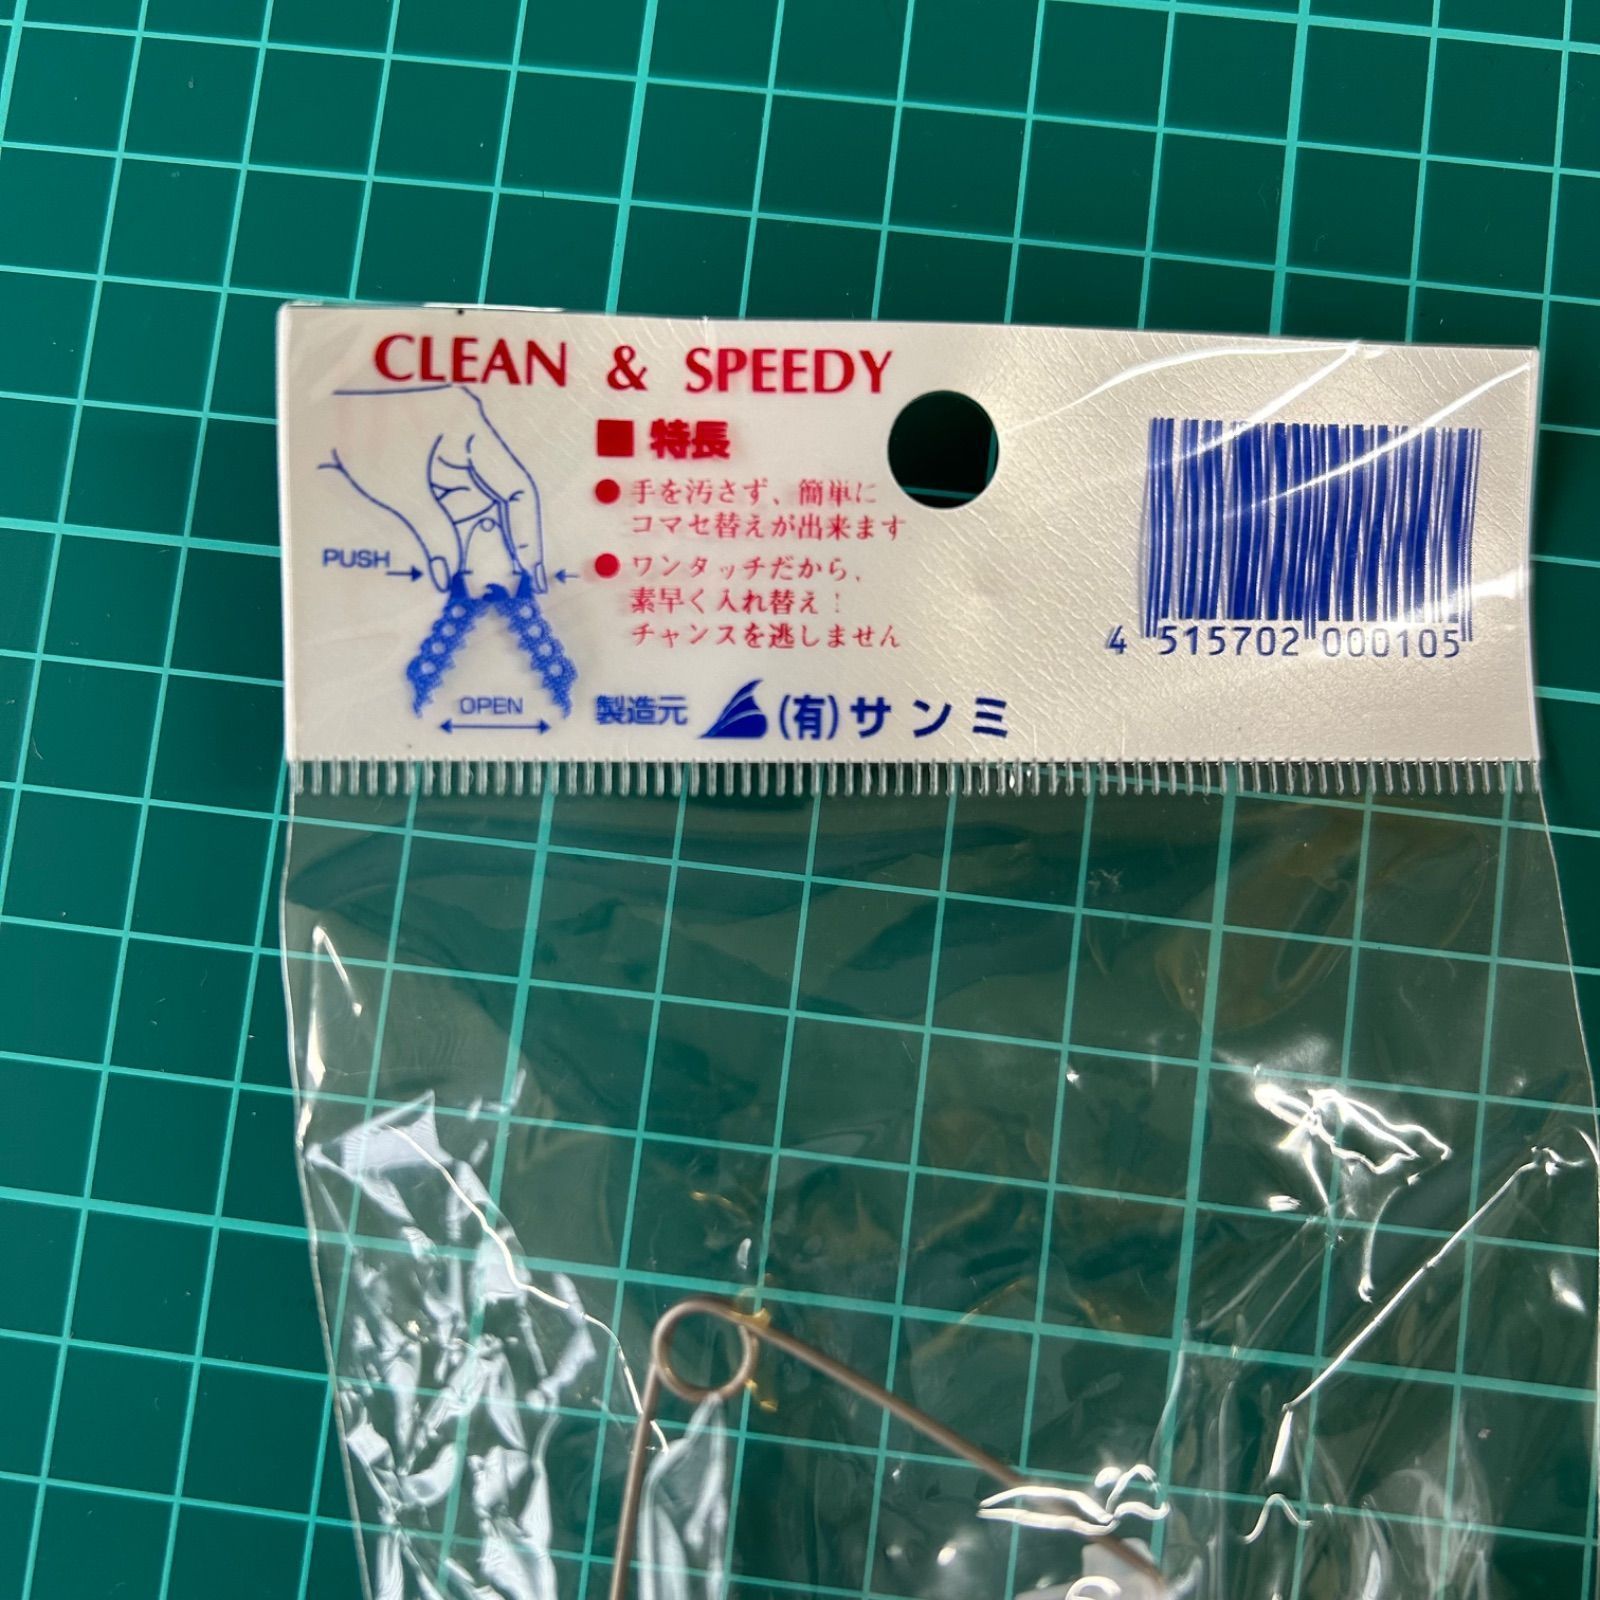 CLEAN & SPEEDY
■ 特長
● 手を汚さず、簡単に
コマセ替えが出来ます
● ワンタッチだから、
素早く入れ替え!
チャンスを逃しません
PUSH
OPEN
製造元 (有)サンミ
4 515702 000105